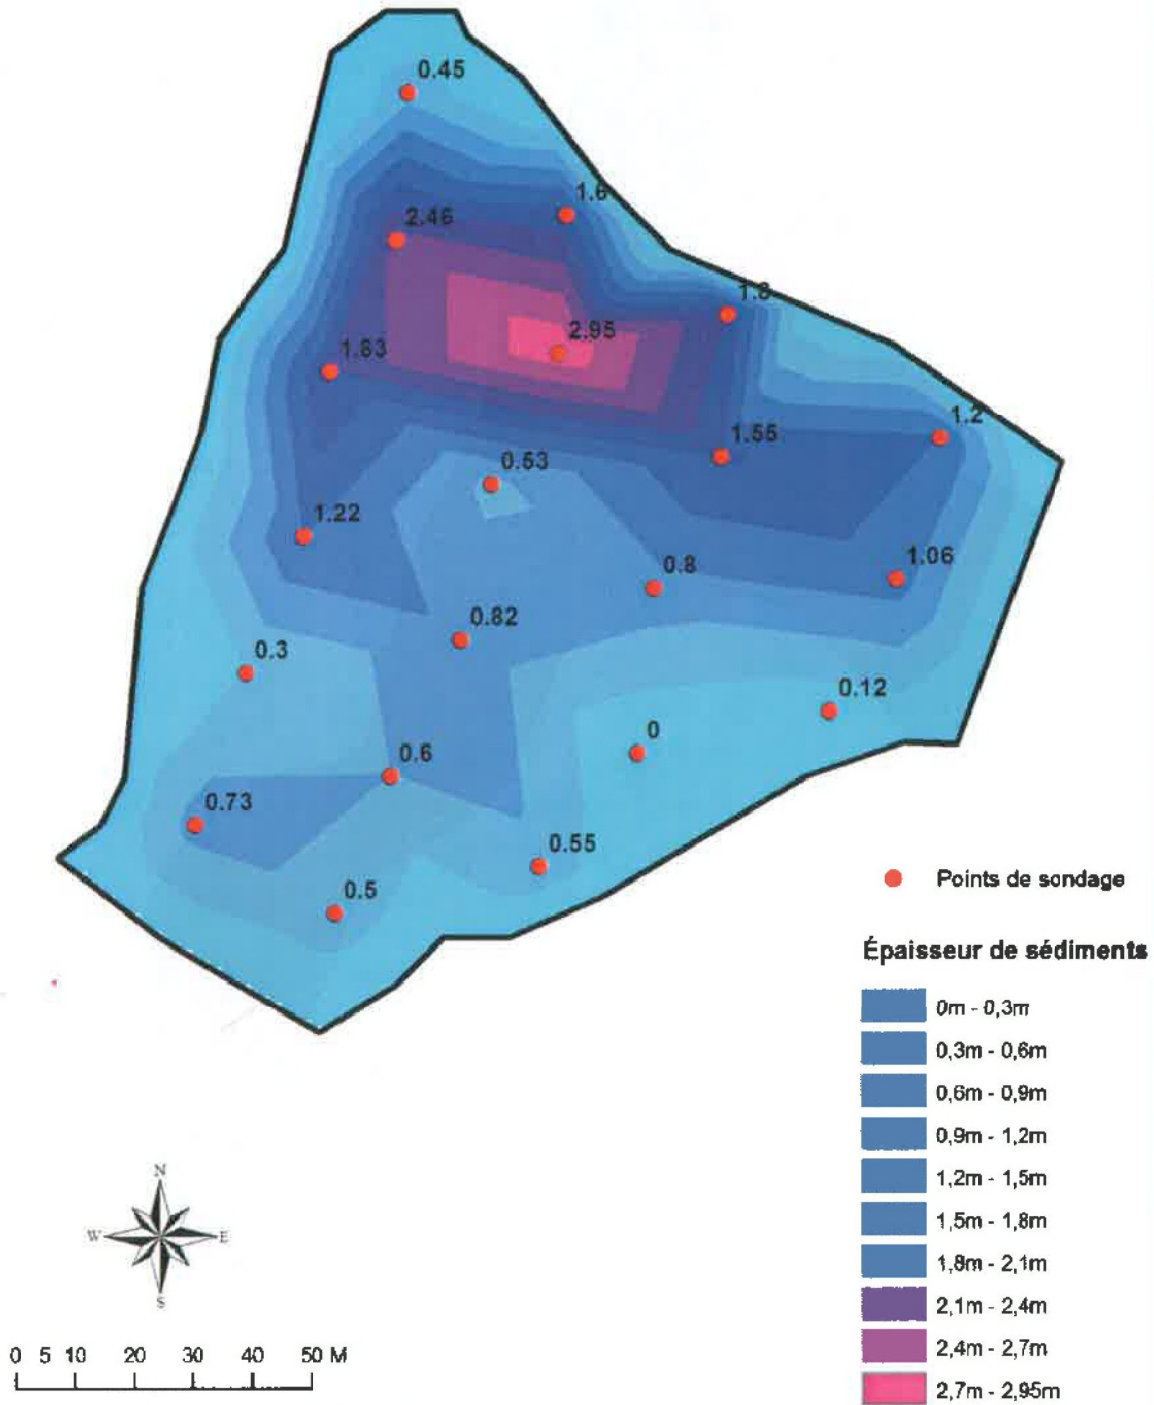 0.45
1.6
2.46
1.8
2.95
1.83
1.2
1.55
0.53
1.22
1.06
0.8
0.82
0.3
0.12
0
0.6
0.73
0.55
0.5
Points de sondage
Épaisseur de sédiments
0m - 0,3m
0,3m - 0,6m
0,6m - 0,9m
0,9m - 1,2m
1,2m - 1,5m
1,5m - 1,8m
1,8m - 2,1m
2,1m - 2,4m
2,4m - 2,7m
2,7m - 2,95m
N
W E
S
0 5 10 20 30 40 50 M